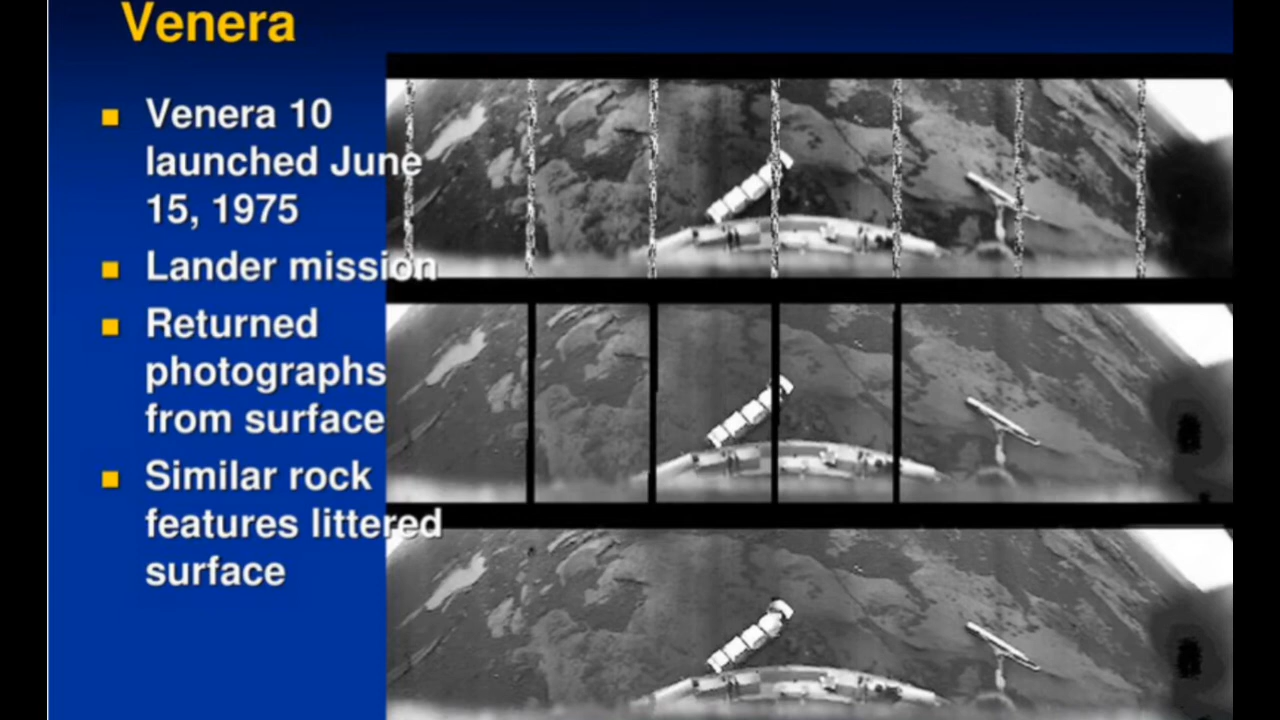 Venera
Venera 10
launched June
15, 1975
Lander mission
Returned
photographs
from surface
Similar rock
features littered
surface